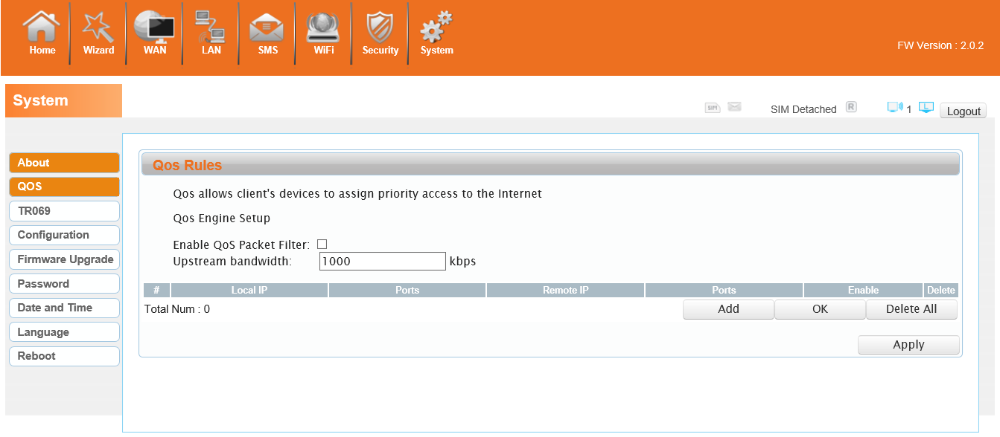 Home Wizard WAN LAN SMS WiFi Security System
FW Version : 2.0.2
System
SIM
SIM Detached R 1 L Logout
About
QOS
TR069
Configuration
Firmware Upgrade
Password
Date and Time
Language
Reboot
Qos Rules
Qos allows client's devices to assign priority access to the Internet
Qos Engine Setup
Enable QoS Packet Filter:
Upstream bandwidth: 1000 kbps
# Local IP Ports Remote IP Ports Enable Delete
Total Num : 0 Add OK Delete All
Apply